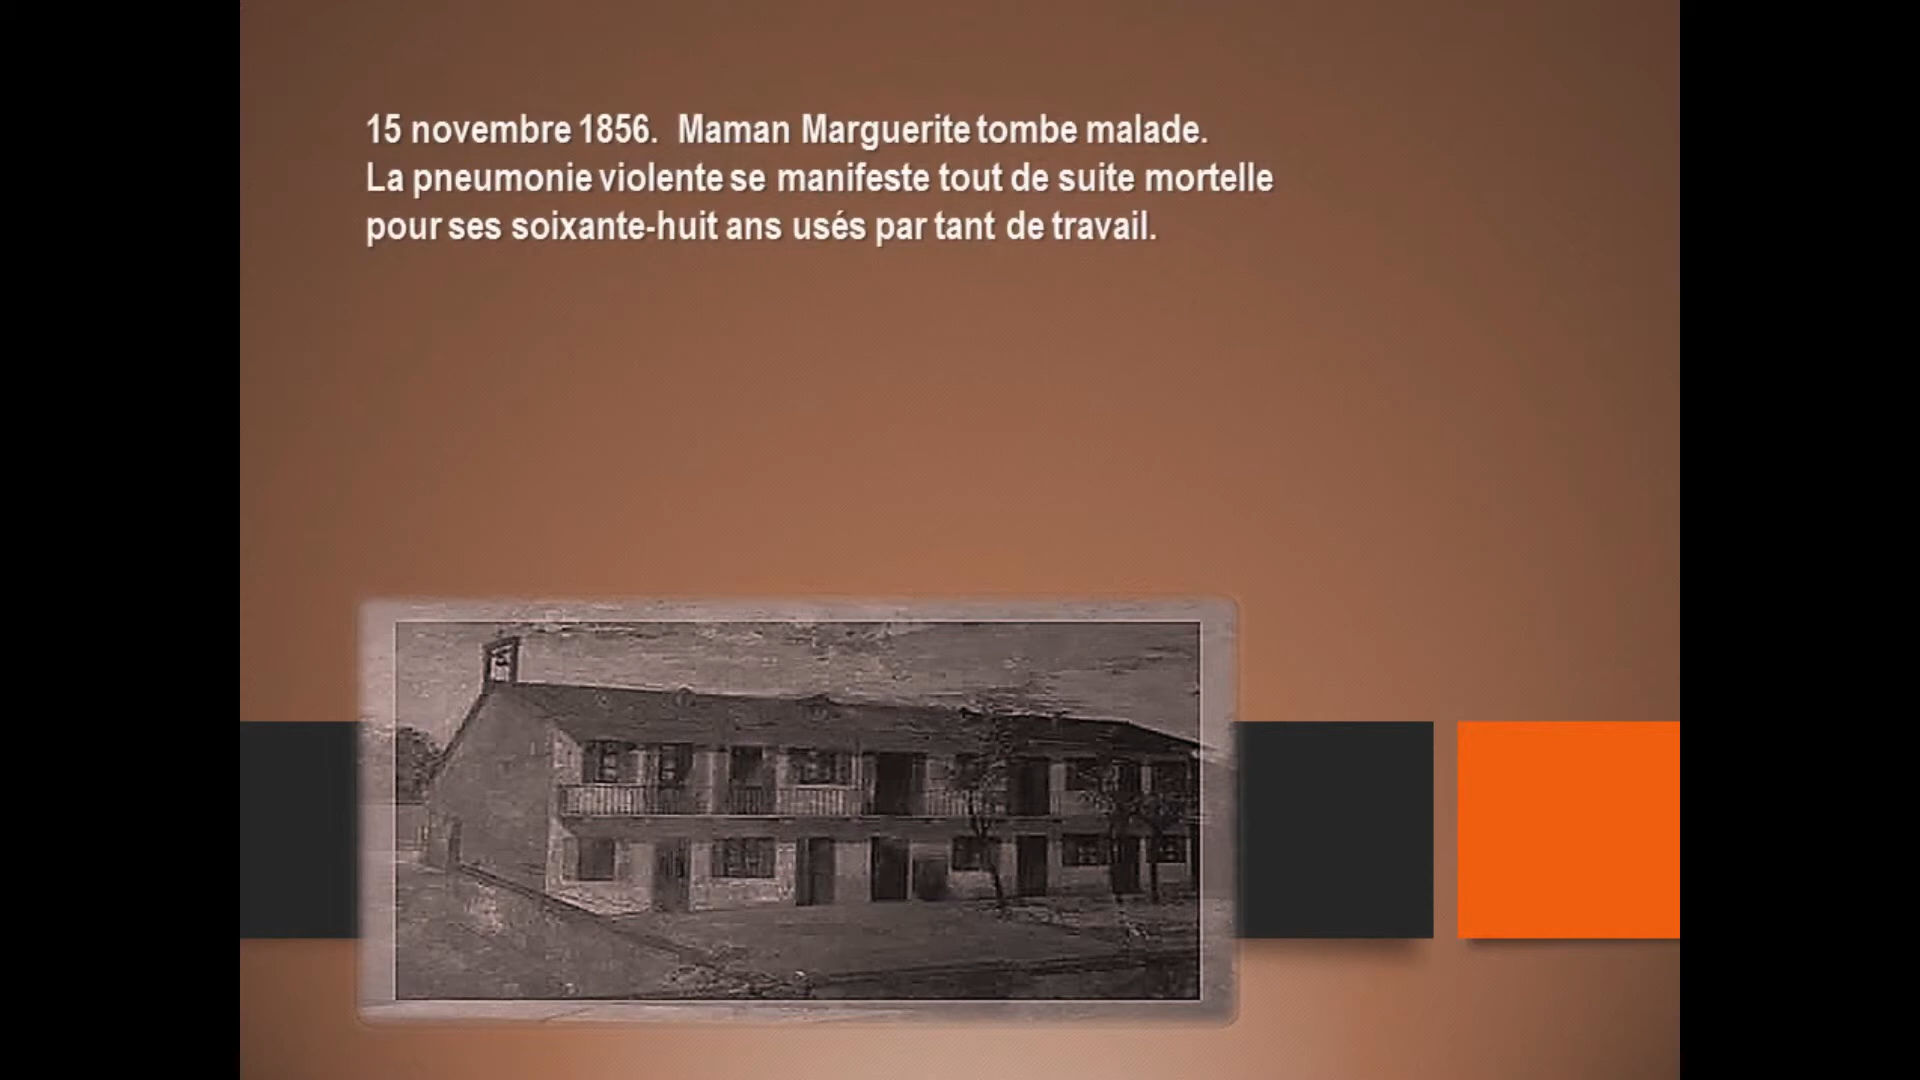 15 novembre 1856.  Maman Marguerite tombe malade.
La pneumonie violente se manifeste tout de suite mortelle
pour ses soixante-huit ans usés par tant de travail.